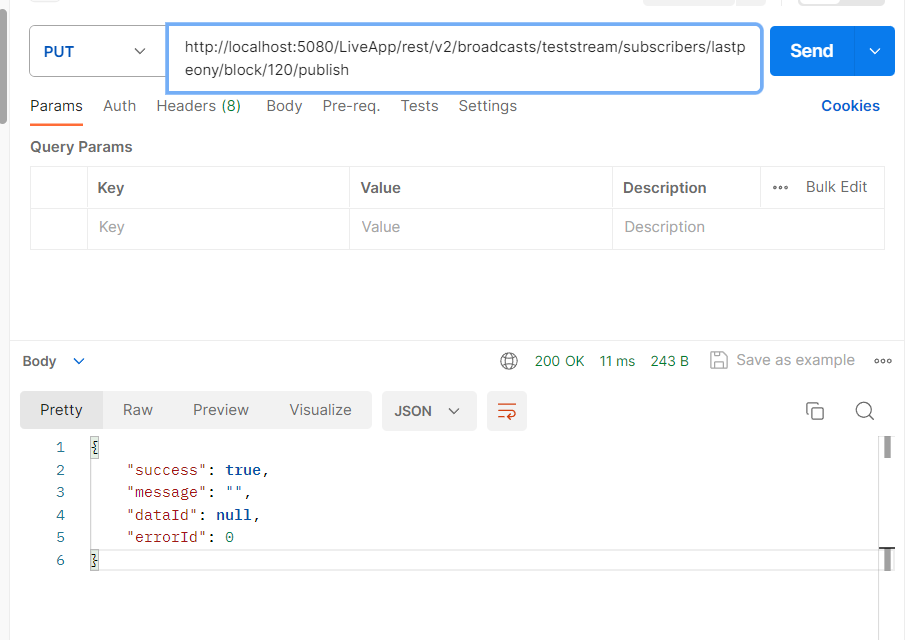 PUT
http://localhost:5080/LiveApp/rest/v2/broadcasts/teststream/subscribers/lastp
eony/block/120/publish
Send
Params Auth Headers (8) Body Pre-req. Tests Settings Cookies
Query Params
Key Value Description ••• Bulk Edit
Key Value Description
Body 200 OK 11 ms 243 B Save as example •••
Pretty Raw Preview Visualize JSON
1 {
2 "success": true,
3 "message": "",
4 "dataId": null,
5 "errorId": 0
6 }